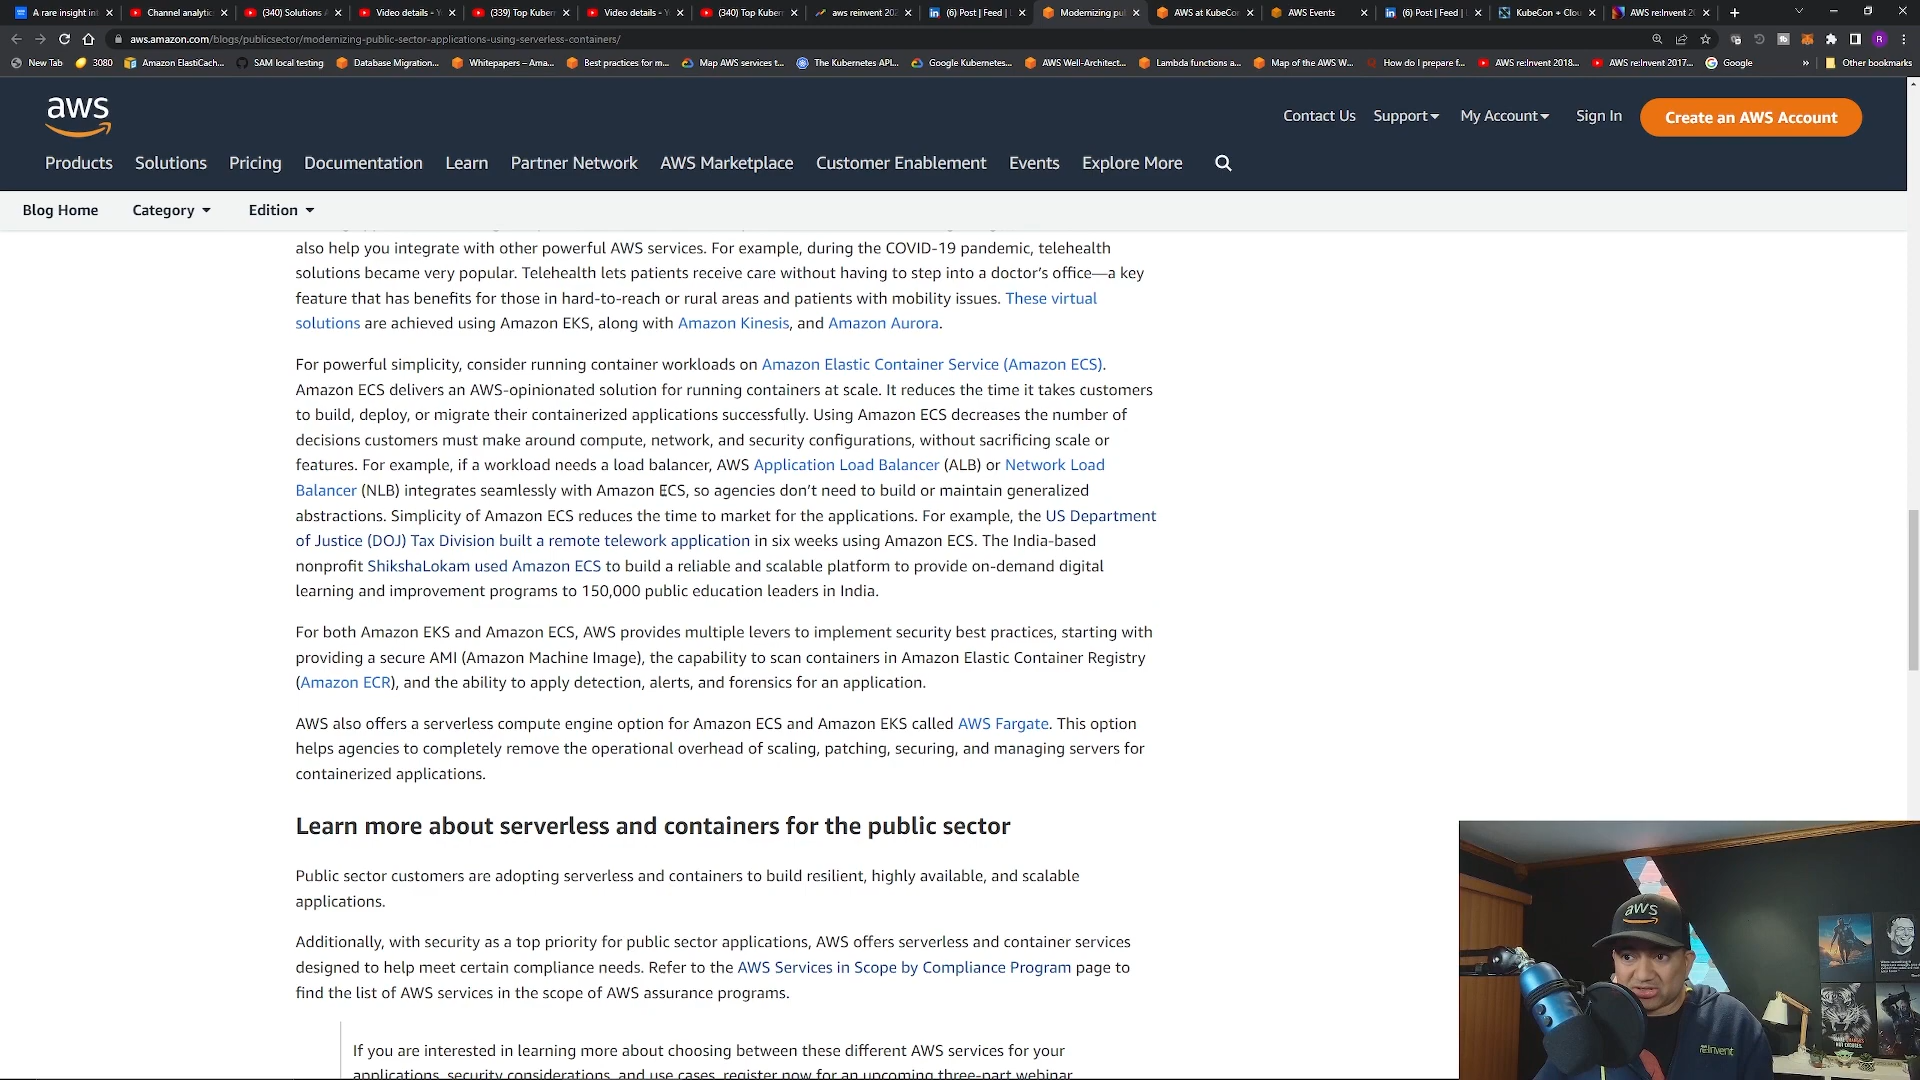 A rare insight int
Channel analytic
(340) Solutions A
Video details - Y
(339) Top Kuber
Video details - Y
(340) Top Kuber
aws reinvent 202
(6) Post | Feed | L
Modernizing pu
AWS at KubeCon
AWS Events
(6) Post | Feed | L
KubeCon + Clou
AWS re:Invent 2
aws.amazon.com/blogs/publicsector/modernizing-public-sector-applications-using-serverless-containers/
New Tab
3080
Amazon ElastiCach...
SAM local testing
Database Migration...
Whitepapers – Ama...
Best practices for m...
Map AWS services t...
The Kubernetes API...
Google Kubernetes...
AWS Well-Architect...
Lambda functions a...
Map of the AWS W...
How do I prepare f...
AWS re:Invent 2018...
AWS re:Invent 2017...
Google
Other bookmarks
aws
Contact Us Support My Account Sign In Create an AWS Account
Products Solutions Pricing Documentation Learn Partner Network AWS Marketplace Customer Enablement Events Explore More
Blog Home Category Edition
also help you integrate with other powerful AWS services. For example, during the COVID-19 pandemic, telehealth
solutions became very popular. Telehealth lets patients receive care without having to step into a doctor's office—a key
feature that has benefits for those in hard-to-reach or rural areas and patients with mobility issues. These virtual
solutions are achieved using Amazon EKS, along with Amazon Kinesis, and Amazon Aurora.
For powerful simplicity, consider running container workloads on Amazon Elastic Container Service (Amazon ECS).
Amazon ECS delivers an AWS-opinionated solution for running containers at scale. It reduces the time it takes customers
to build, deploy, or migrate their containerized applications successfully. Using Amazon ECS decreases the number of
decisions customers must make around compute, network, and security configurations, without sacrificing scale or
features. For example, if a workload needs a load balancer, AWS Application Load Balancer (ALB) or Network Load
Balancer (NLB) integrates seamlessly with Amazon ECS, so agencies don't need to build or maintain generalized
abstractions. Simplicity of Amazon ECS reduces the time to market for the applications. For example, the US Department
of Justice (DOJ) Tax Division built a remote telework application in six weeks using Amazon ECS. The India-based
nonprofit ShikshaLokam used Amazon ECS to build a reliable and scalable platform to provide on-demand digital
learning and improvement programs to 150,000 public education leaders in India.
For both Amazon EKS and Amazon ECS, AWS provides multiple levers to implement security best practices, starting with
providing a secure AMI (Amazon Machine Image), the capability to scan containers in Amazon Elastic Container Registry
(Amazon ECR), and the ability to apply detection, alerts, and forensics for an application.
AWS also offers a serverless compute engine option for Amazon ECS and Amazon EKS called AWS Fargate. This option
helps agencies to completely remove the operational overhead of scaling, patching, securing, and managing servers for
containerized applications.
Learn more about serverless and containers for the public sector
Public sector customers are adopting serverless and containers to build resilient, highly available, and scalable
applications.
Additionally, with security as a top priority for public sector applications, AWS offers serverless and container services
designed to help meet certain compliance needs. Refer to the AWS Services in Scope by Compliance Program page to
find the list of AWS services in the scope of AWS assurance programs.
If you are interested in learning more about choosing between these different AWS services for your
applications, security considerations, and use cases, register now for an upcoming three-part webinar
aws
re:Invent